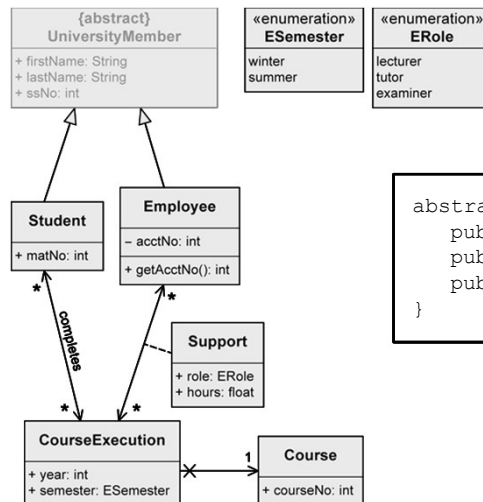 {abstract}
UniversityMember
+ firstName: String
+ lastName: String
+ ssNo: int
«enumeration»
ESemester
winter
summer
«enumeration»
ERole
lecturer
tutor
examiner
Student
+ matNo: int
Employee
– acctNo: int
+ getAcctNo(): int
abstra
pub
pub
pub
}
*
*
completes
Support
+ role: ERole
+ hours: float
*
*
CourseExecution
+ year: int
+ semester: ESemester
1
Course
+ courseNo: int